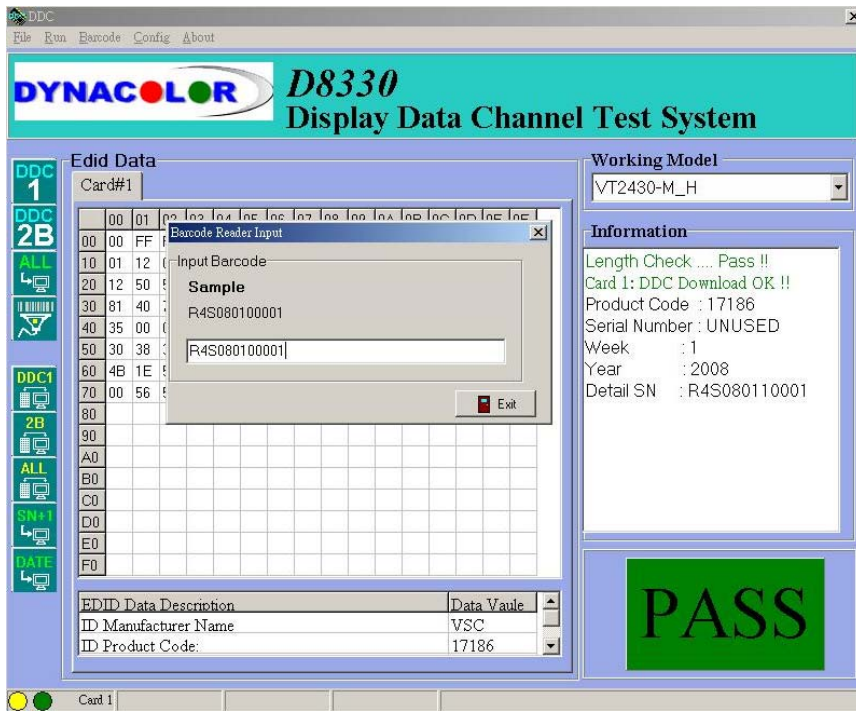 DDC
File Run Barcode Config About
DYNACOLOR
D8330
Display Data Channel Test System
DDC
1
DDC
2B
ALL
DDC1
2B
ALL
SN+1
DATE
Edid Data
Card#1
00 01
00 00 FF
10 01 12
20 12 50
30 81 40
40 35 00
50 30 38
60 4B 1E
70 00 56
80
90
A0
B0
C0
D0
E0
F0
Barcode Reader Input
Input Barcode
Sample
R4S080100001
R4S080100001
Exit
EDID Data Description Data Vaule
ID Manufacturer Name VSC
ID Product Code: 17186
Working Model
VT2430-M_H
Information
Length Check .... Pass !!
Card 1: DDC Download OK !!
Product Code : 17186
Serial Number : UNUSED
Week : 1
Year : 2008
Detail SN : R4S080110001
PASS
Card 1